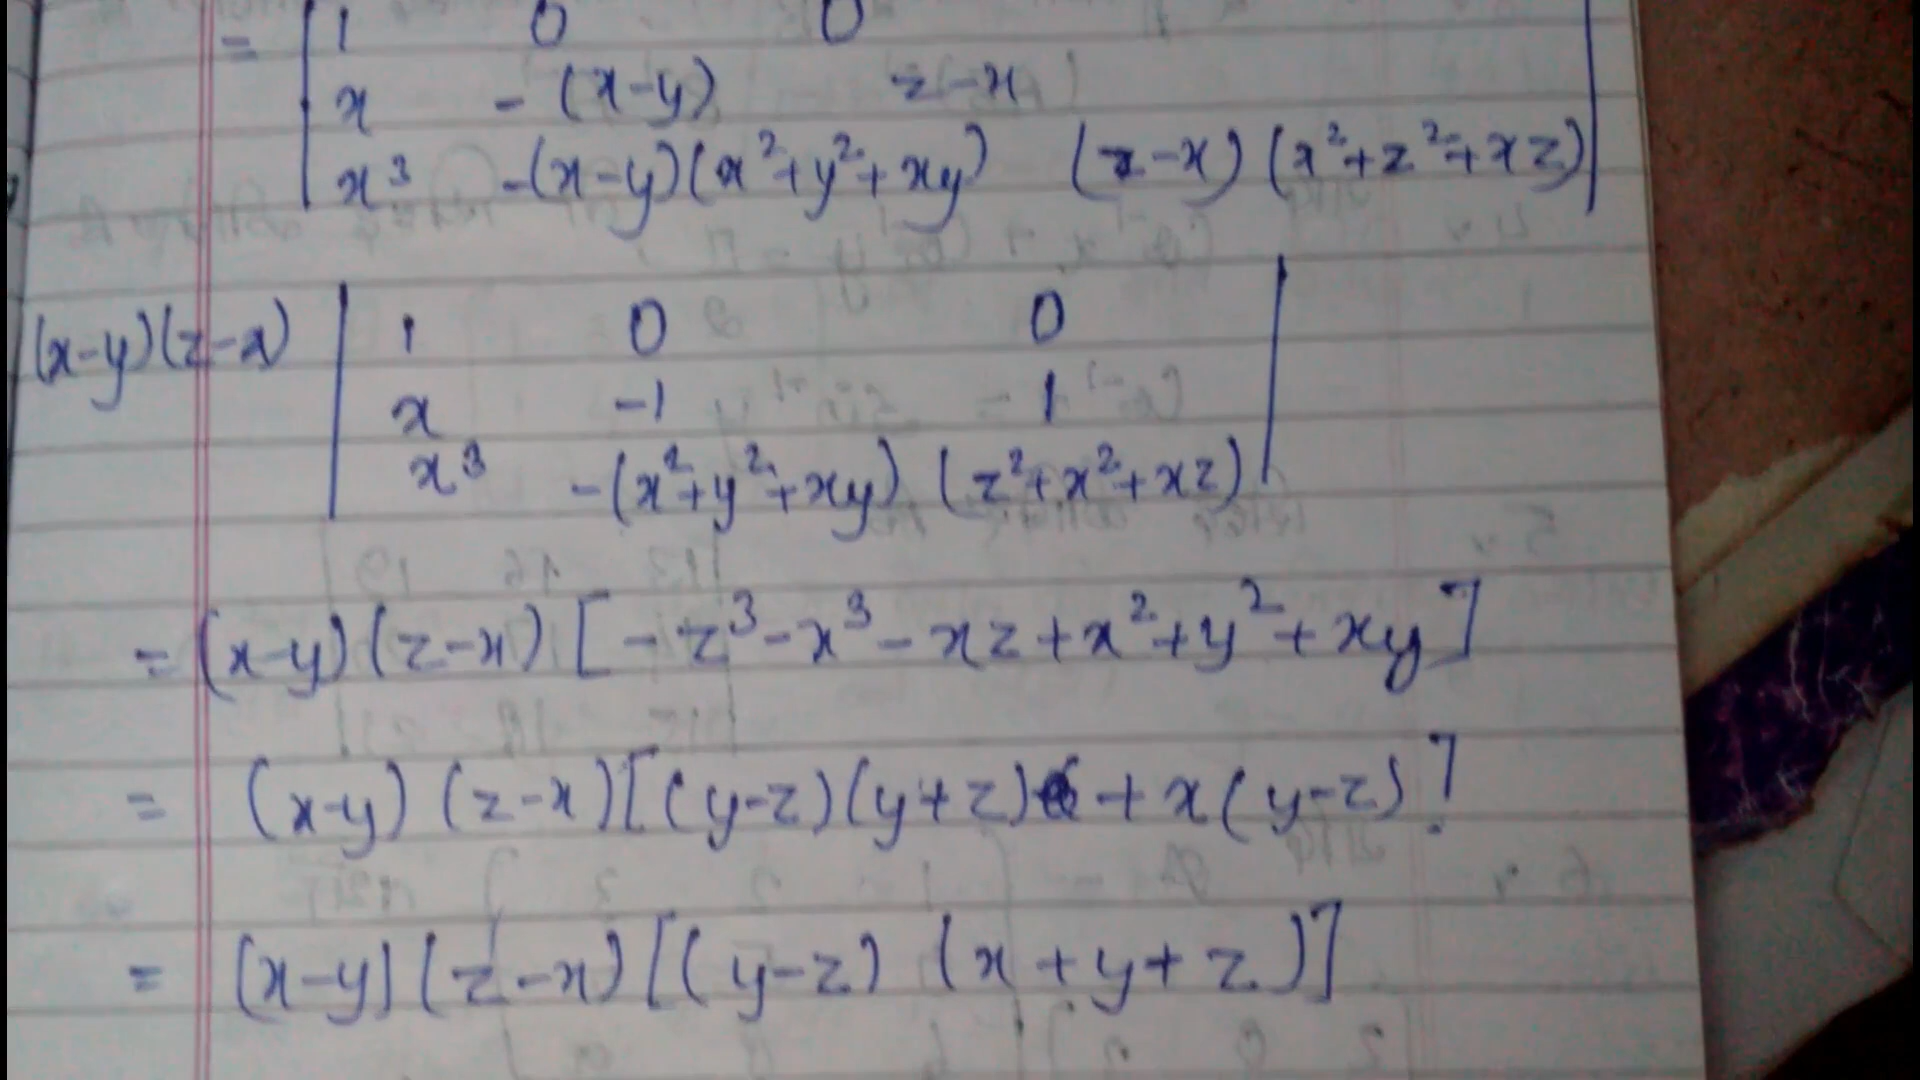 = | 1 0 0 |
x -(x-y) z-x
x³ -(x-y)(x²+y²+xy) (z-x)(x²+z²+xz)
(x-y)(z-x) | 1 0 0 |
x -1 1
x³ -(x²+y²+xy) (z²+x²+xz)
= (x-y)(z-x)[-z³-x³-xz+x²+y²+xy]
= (x-y)(z-x)[(y-z)(y+z)+x(y-z)]
= (x-y)(z-x)[(y-z)(x+y+z)]